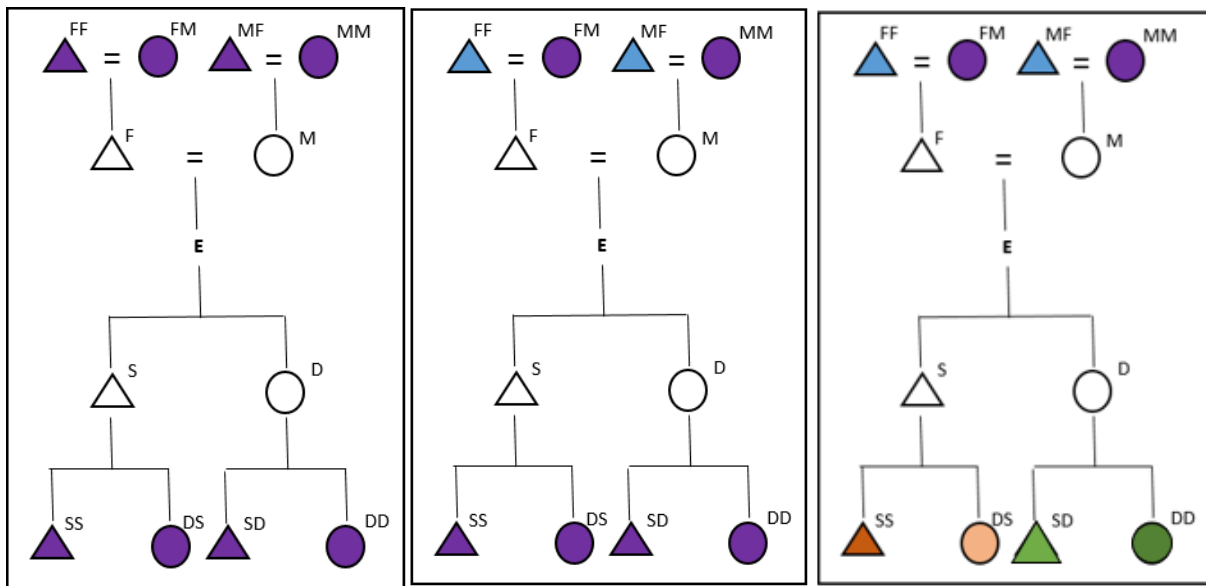 FF FM MF MM
= =
F M
=
E
S D
SS DS SD DD
FF FM MF MM
= =
F M
=
E
S D
SS DS SD DD
FF FM MF MM
= =
F M
=
E
S D
SS DS SD DD